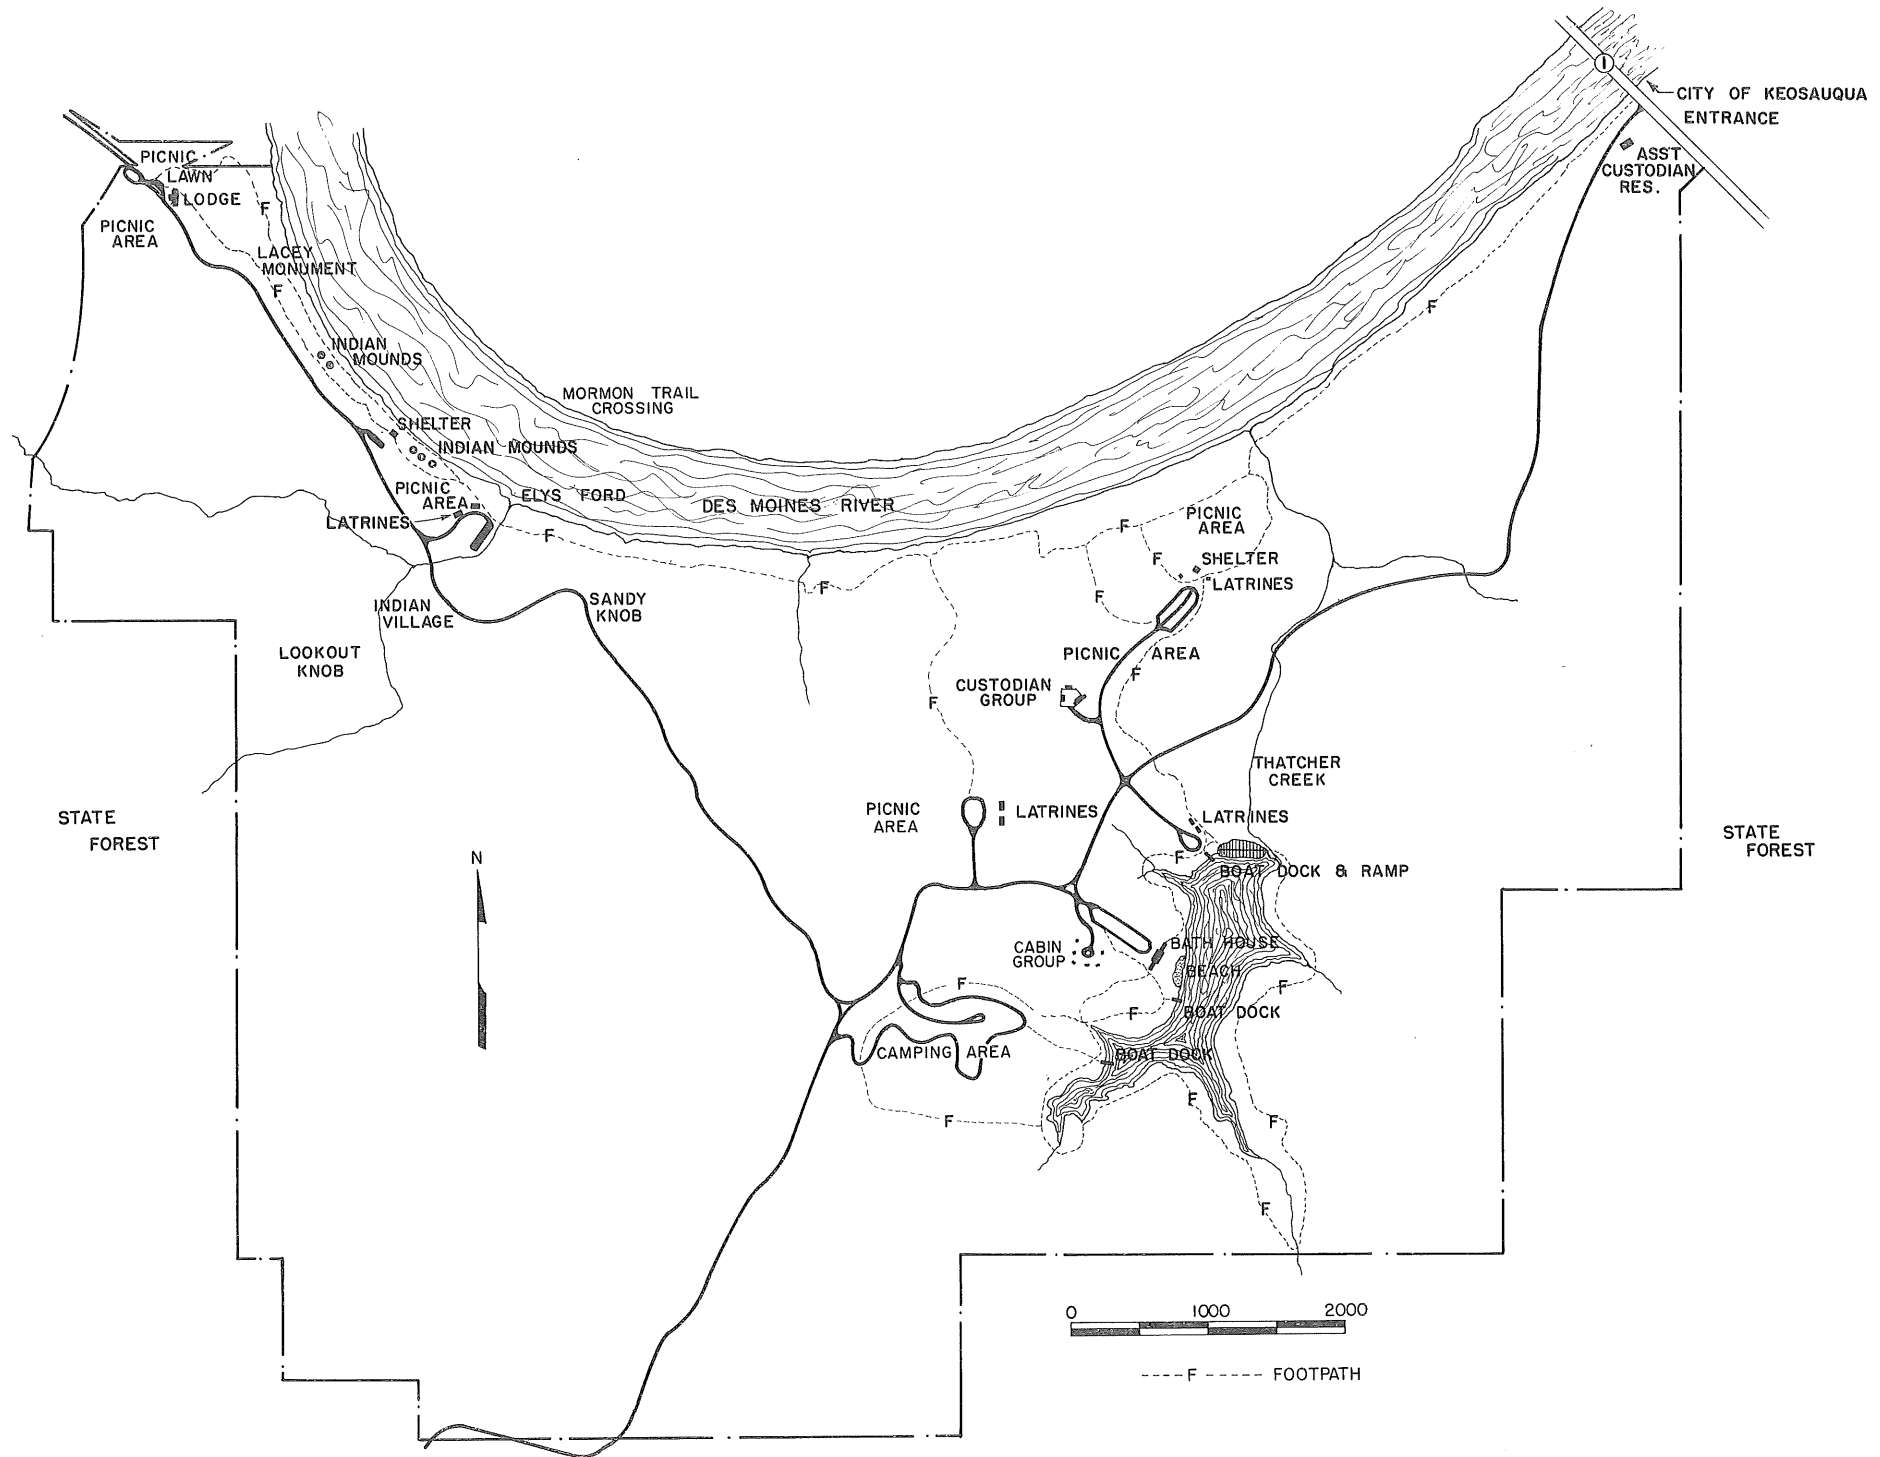 1
CITY OF KEOSAUQUA
ENTRANCE
ASS'T
CUSTODIAN
RES.
PICNIC
LAWN
LODGE
PICNIC
AREA
F
LACEY
MONUMENT
F
F
INDIAN
MOUNDS
MORMON TRAIL
CROSSING
SHELTER
INDIAN MOUNDS
PICNIC
AREA
ELYS FORD
DES MOINES RIVER
LATRINES
F
F
F
PICNIC
AREA
F
SHELTER
LATRINES
F
INDIAN
VILLAGE
SANDY
KNOB
LOOKOUT
KNOB
PICNIC AREA
F
CUSTODIAN
GROUP
F
THATCHER
CREEK
STATE
FOREST
PICNIC
AREA
LATRINES
LATRINES
STATE
FOREST
N
F
BOAT DOCK & RAMP
CABIN
GROUP
BATH HOUSE
BEACH
F
F
F
BOAT DOCK
CAMPING AREA
BOAT DOCK
F
F
F
F
0 1000 2000
----F------ FOOTPATH